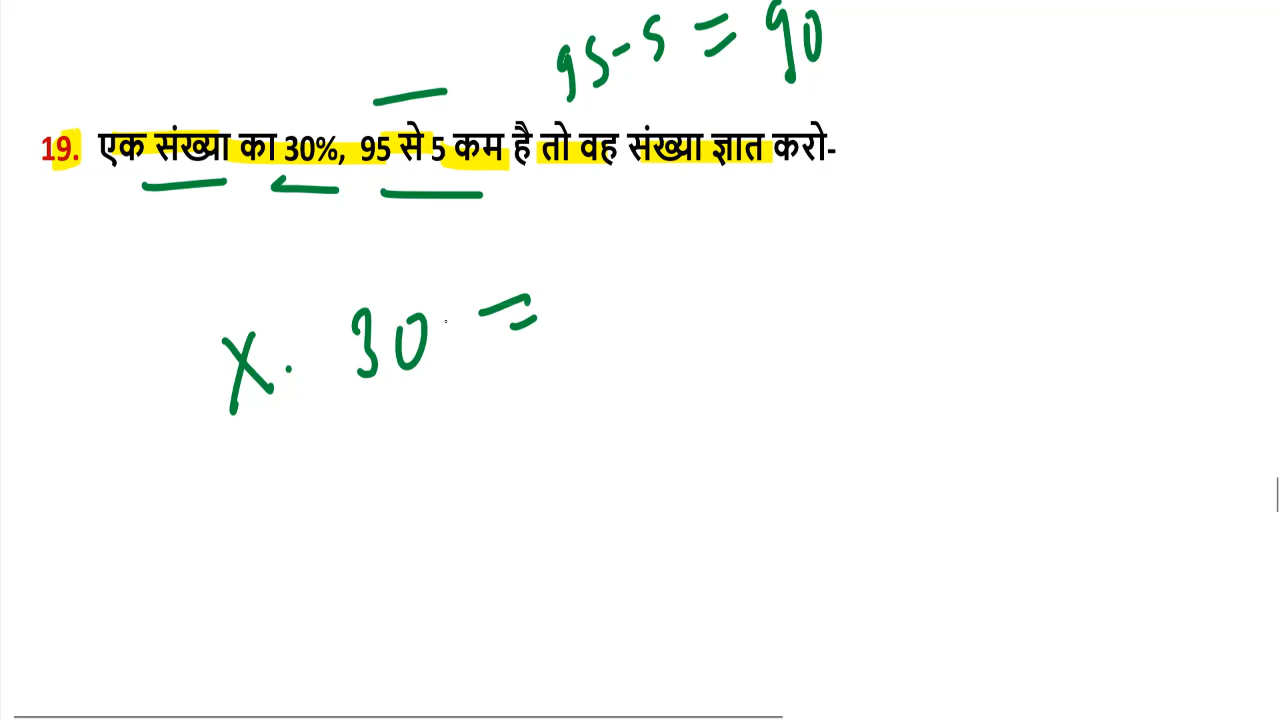 95-5 = 90
19. एक संख्या का 30%, 95 से 5 कम है तो वह संख्या ज्ञात करो-
x. 30 =